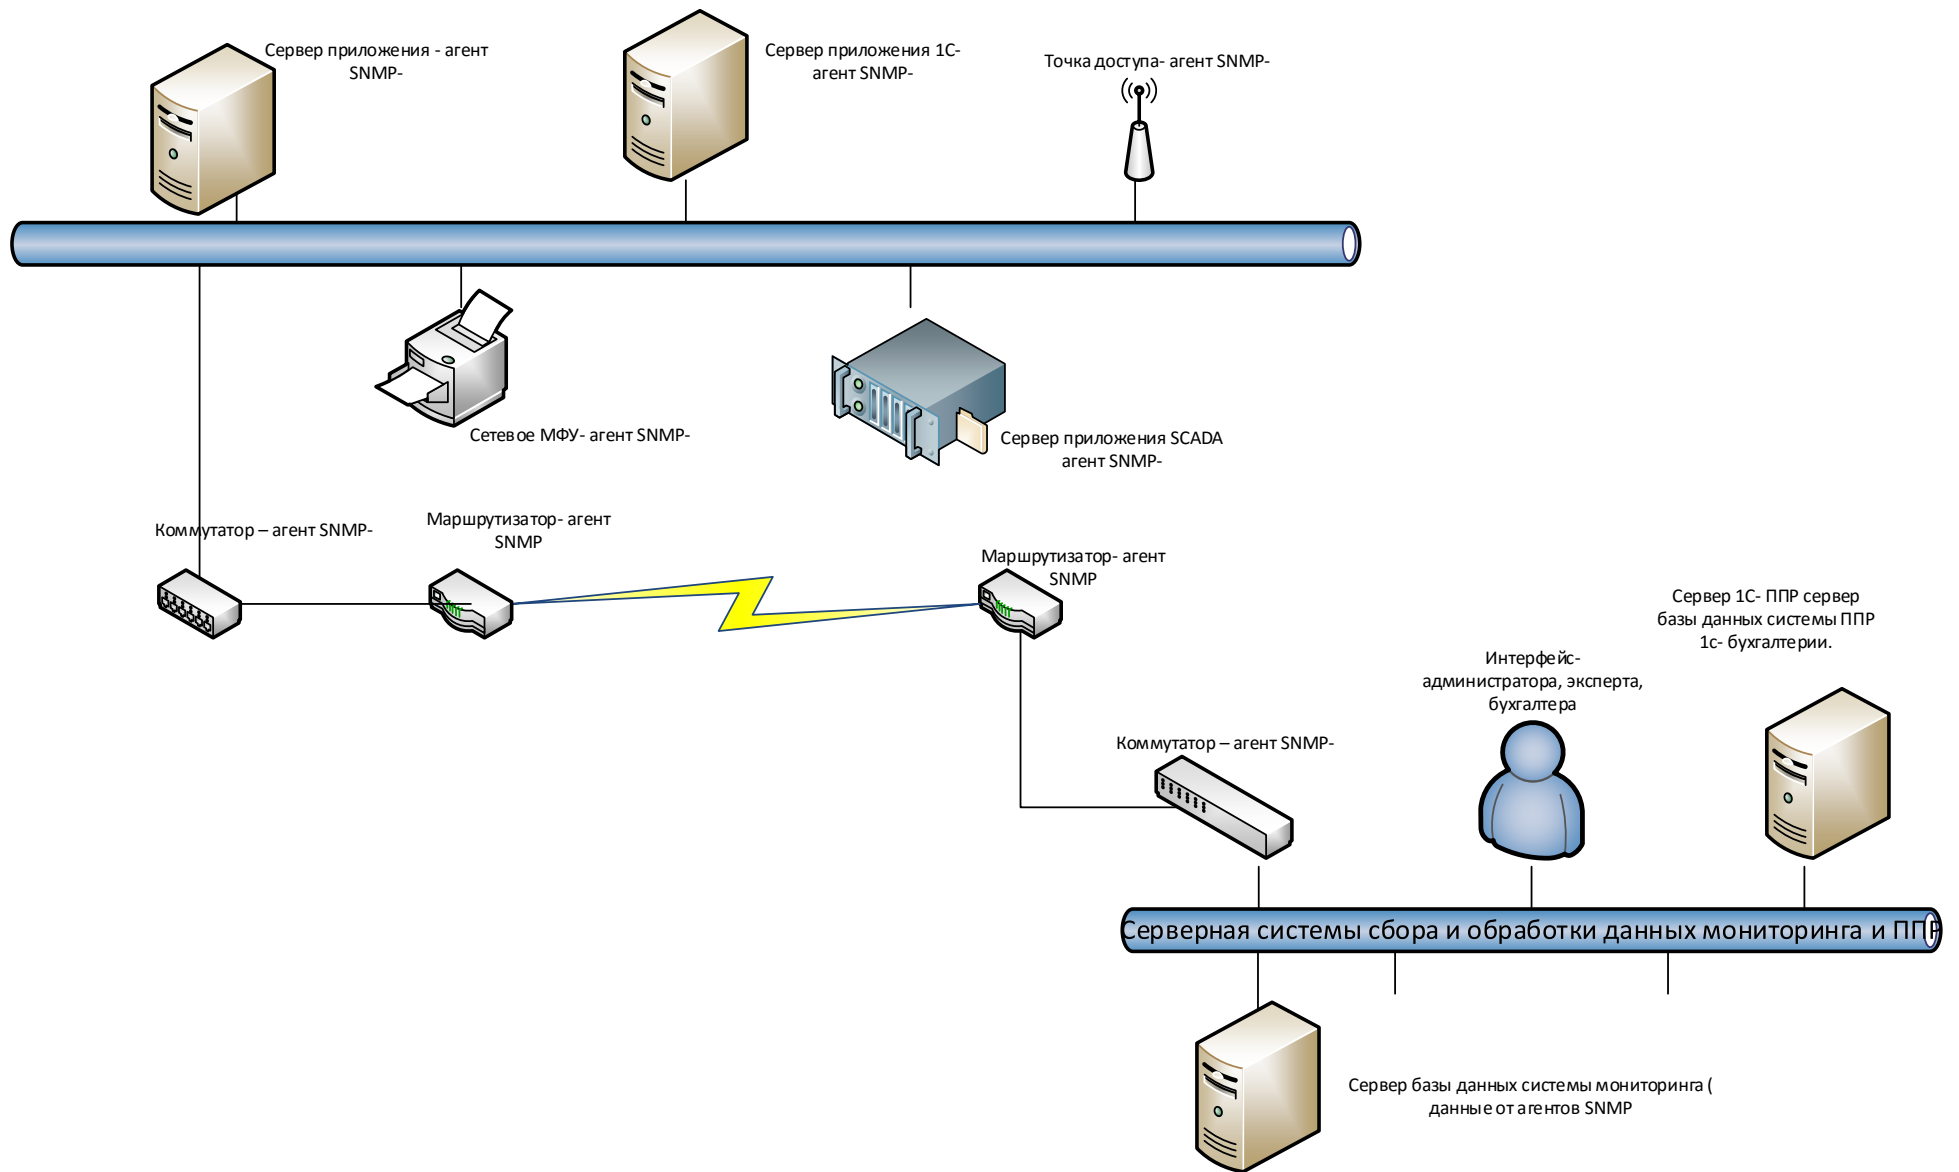 Сервер приложения - агент
SNMP-
Сервер приложения 1С-
агент SNMP-
Точка доступа- агент SNMP-
Сетевое МФУ- агент SNMP-
Сервер приложения SCADA
агент SNMP-
Коммутатор – агент SNMP-
Маршрутизатор- агент
SNMP
Маршрутизатор- агент
SNMP
Сервер 1С- ППР сервер
базы данных системы ППР
1с- бухгалтерии.
Интерфейс-
администратора, эксперта,
бухгалтера
Коммутатор – агент SNMP-
Серверная системы сбора и обработки данных мониторинга и ППР
Сервер базы данных системы мониторинга (
данные от агентов SNMP